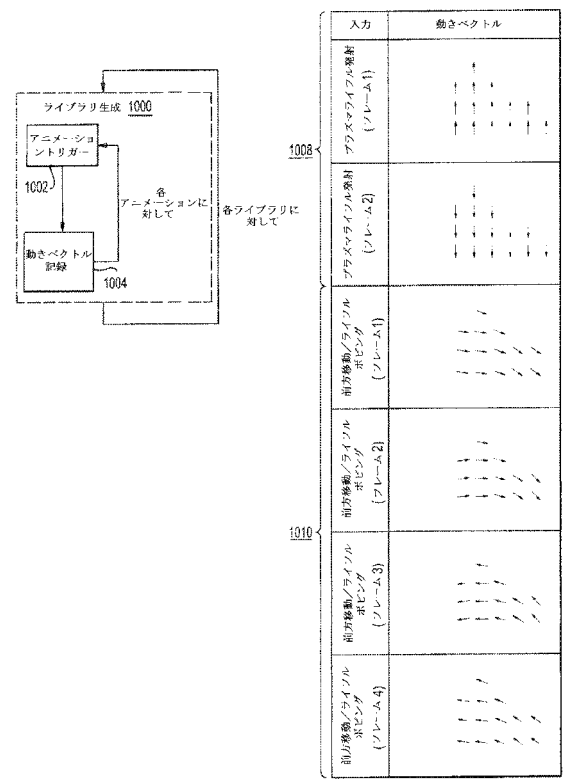 ライブラリ生成 1000
アニメーショ
ントリガー
1002
各
アニメーションに
対して
各ライブラリに
対して
動きベクトル
記録
1004
入力
動きベクトル
1008
プラズマライフル発射
(フレーム1)
プラズマライフル発射
(フレーム2)
1010
前方移動/ライフル
ボビング
(フレーム1)
前方移動/ライフル
ボビング
(フレーム2)
前方移動/ライフル
ボビング
(フレーム3)
前方移動/ライフル
ボビング
(フレーム4)